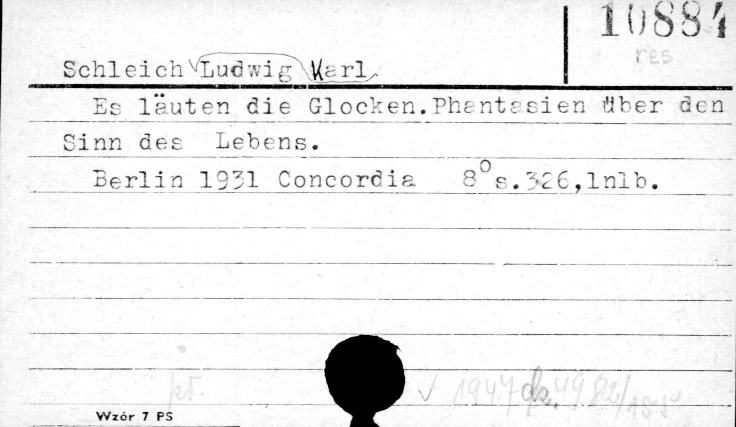 10884
res
Schleich Ludwig Karl
Es läuten die Glocken.Phantasien über den
Sinn des Lebens.
Berlin 1931 Concordia 8° s.326,1nlb.
1947
Wzór 7 PS